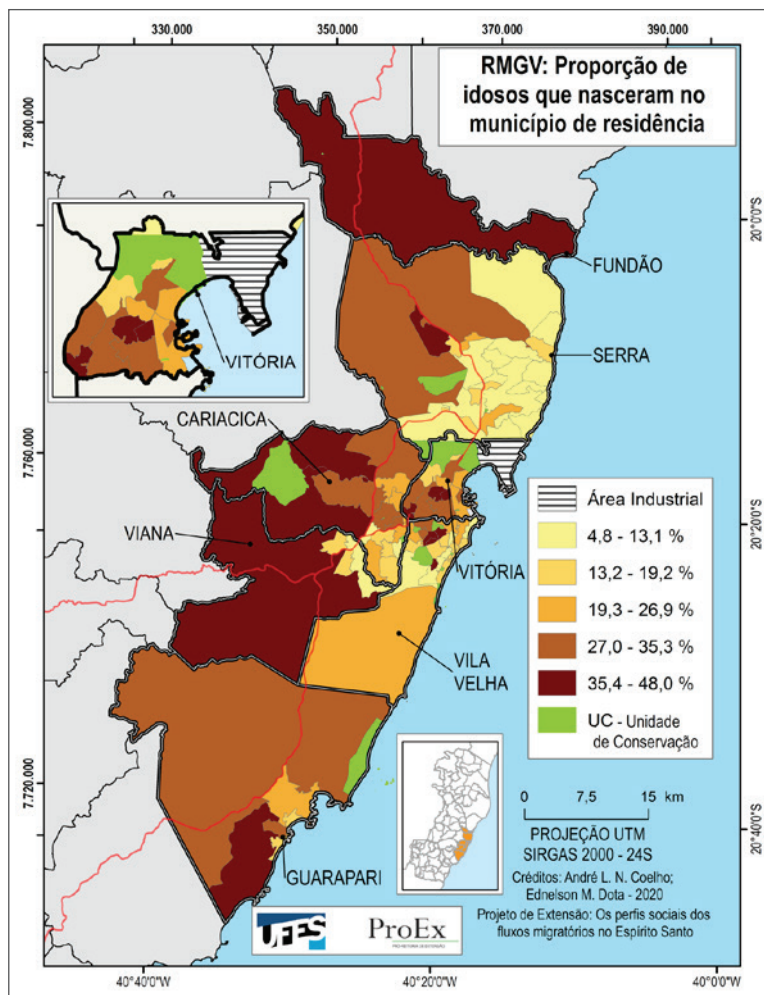 330.000
350.000
370.000
390.000
RMGV: Proporção de
idosos que nasceram no
município de residência
7.800.000
20°0'0"S
FUNDÃO
VITÓRIA
SERRA
CARIACICA
7.760.000
Área Industrial
20°20'0"S
4,8 - 13,1 %
VIANA
VITÓRIA
13,2 - 19,2 %
19,3 - 26,9 %
27,0 - 35,3 %
VILA
VELHA
35,4 - 48,0 %
UC - Unidade
de Conservação
7.720.000
0 7,5 15 km
PROJEÇÃO UTM
SIRGAS 2000 - 24S
20°40'0"S
Créditos: André L. N. Coelho;
Ednelson M. Dota - 2020
GUARAPARI
Projeto de Extensão: Os perfis sociais dos
fluxos migratórios no Espírito Santo
UFES
ProEx
PRÓ-REITORIA DE EXTENSÃO
40°40'0"W
40°20'0"W
40°0'0"W